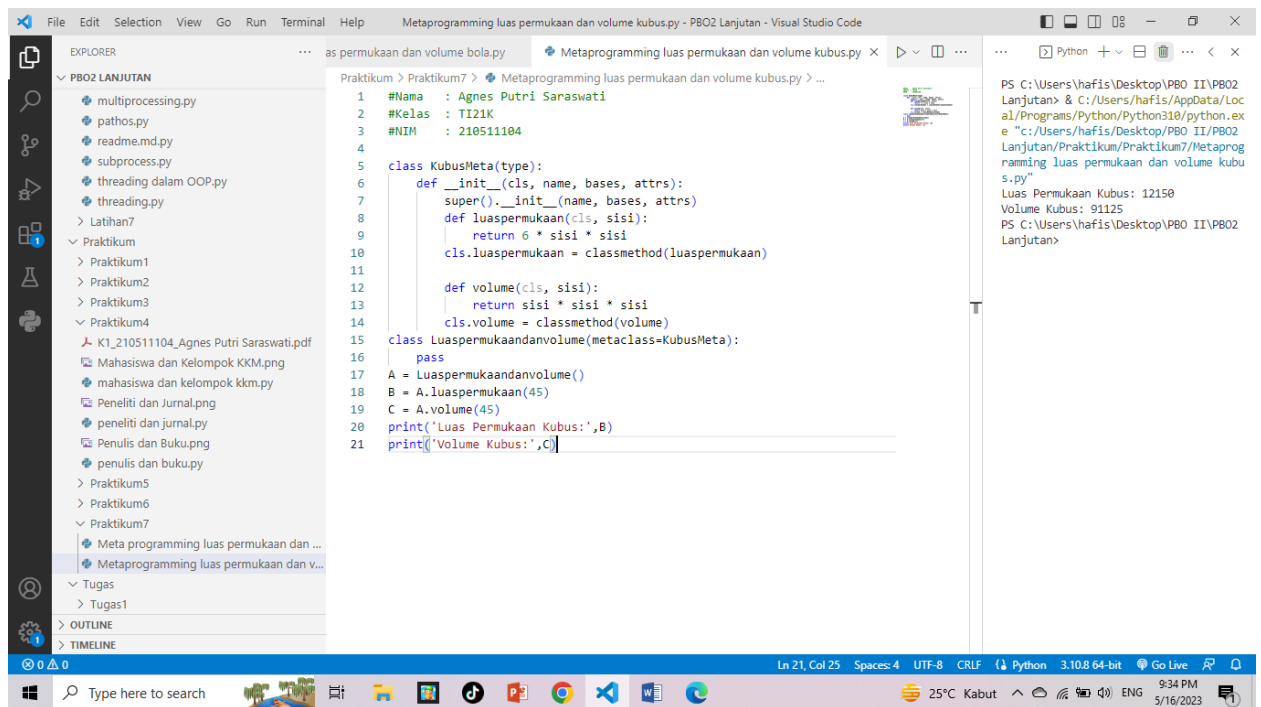 File Edit Selection View Go Run Terminal Help Metaprogramming luas permukaan dan volume kubus.py - PBO2 Lanjutan - Visual Studio Code
EXPLORER
PBO2 LANJUTAN
multiprocessing.py
pathos.py
readme.md.py
subprocess.py
threading dalam OOP.py
threading.py
Latihan7
Praktikum
Praktikum1
Praktikum2
Praktikum3
Praktikum4
K1_210511104_Agnes Putri Saraswati.pdf
Mahasiswa dan Kelompok KKM.png
mahasiswa dan kelompok kkm.py
Peneliti dan Jurnal.png
peneliti dan jurnal.py
Penulis dan Buku.png
penulis dan buku.py
Praktikum5
Praktikum6
Praktikum7
Meta programming luas permukaan dan ...
Metaprogramming luas permukaan dan v...
Tugas
Tugas1
OUTLINE
TIMELINE
1
1
as permukaan dan volume bola.py Metaprogramming luas permukaan dan volume kubus.py
Praktikum > Praktikum7 > Metaprogramming luas permukaan dan volume kubus.py > ...
1 #Nama : Agnes Putri Saraswati
2 #Kelas : TI21K
3 #NIM : 210511104
4
5 class KubusMeta(type):
6 def __init__(cls, name, bases, attrs):
7 super().__init__(name, bases, attrs)
8 def luaspermukaan(cls, sisi):
9 return 6 * sisi * sisi
10 cls.luaspermukaan = classmethod(luaspermukaan)
11
12 def volume(cls, sisi):
13 return sisi * sisi * sisi
14 cls.volume = classmethod(volume)
15 class Luaspermukaandanvolume(metaclass=KubusMeta):
16 pass
17 A = Luaspermukaandanvolume()
18 B = A.luaspermukaan(45)
19 C = A.volume(45)
20 print('Luas Permukaan Kubus:',B)
21 print('Volume Kubus:',C)
Python
PS C:\Users\hafis\Desktop\PBO II\PBO2
Lanjutan> & C:/Users/hafis/AppData/Loc
al/Programs/Python/Python310/python.ex
e "c:/Users/hafis/Desktop/PBO II/PBO2
Lanjutan/Praktikum/Praktikum7/Metaprog
ramming luas permukaan dan volume kubu
s.py"
Luas Permukaan Kubus: 12150
Volume Kubus: 91125
PS C:\Users\hafis\Desktop\PBO II\PBO2
Lanjutan>
0 0 Ln 21, Col 25 Spaces: 4 UTF-8 CRLF Python 3.10.8 64-bit Go Live
Type here to search 25°C Kabut ENG 9:34 PM
5/16/2023
1